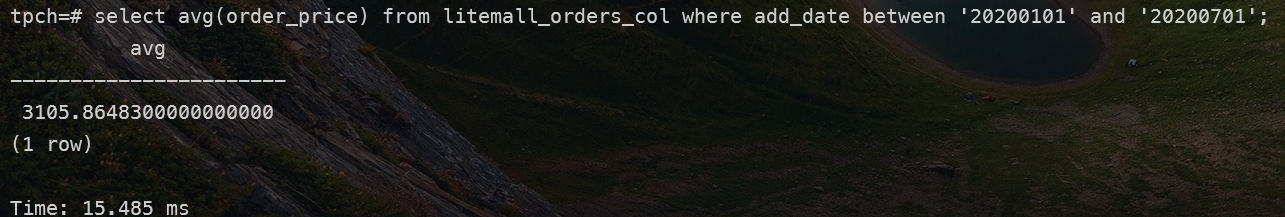 tpch=# select avg(order_price) from litemall_orders_col where add_date between '20200101' and '20200701';
avg
-----------------------
3105.8648300000000000
(1 row)
Time: 15.485 ms